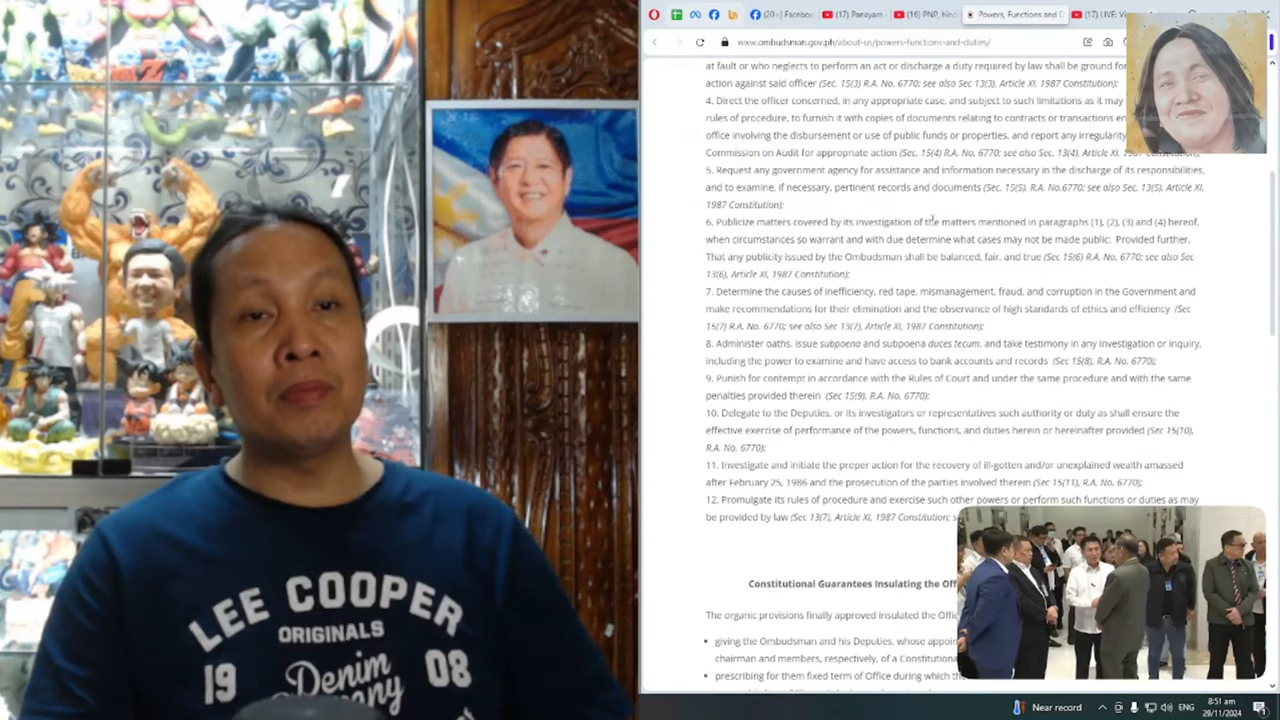 (20+) Faceboo
(17) Panayam
(16) PNP, hind
Powers, Functions and D
(17) LIVE: Vi
www.ombudsman.gov.ph/about-us/powers-functions-and-duties/
at fault or who neglects to perform an act or discharge a duty required by law shall be ground for
action against said officer (Sec. 15(3) R.A. No. 6770; see also Sec 13(3), Article XI, 1987 Constitution);
4. Direct the officer concerned, in any appropriate case, and subject to such limitations as it may
rules of procedure, to furnish it with copies of documents relating to contracts or transactions en
office involving the disbursement or use of public funds or properties, and report any irregularity
Commission on Audit for appropriate action (Sec. 15(4) R.A. No. 6770; see also Sec. 13(4), Article XI, 1987 Constitution);
5. Request any government agency for assistance and information necessary in the discharge of its responsibilities,
and to examine, if necessary, pertinent records and documents (Sec. 15(5), R.A. No.6770; see also Sec. 13(5), Article XI,
1987 Constitution);
6. Publicize matters covered by its investigation of the matters mentioned in paragraphs (1), (2), (3) and (4) hereof,
when circumstances so warrant and with due determine what cases may not be made public: Provided further,
That any publicity issued by the Ombudsman shall be balanced, fair, and true (Sec 15(6) R.A. No. 6770; see also Sec
13(6), Article XI, 1987 Constitution);
7. Determine the causes of inefficiency, red tape, mismanagement, fraud, and corruption in the Government and
make recommendations for their elimination and the observance of high standards of ethics and efficiency (Sec
15(7) R.A. No. 6770; see also Sec 13(7), Article XI, 1987 Constitution);
8. Administer oaths, issue subpoena and subpoena duces tecum, and take testimony in any investigation or inquiry,
including the power to examine and have access to bank accounts and records (Sec 15(8), R.A. No. 6770);
9. Punish for contempt in accordance with the Rules of Court and under the same procedure and with the same
penalties provided therein (Sec 15(9), R.A. No. 6770);
10. Delegate to the Deputies, or its investigators or representatives such authority or duty as shall ensure the
effective exercise of performance of the powers, functions, and duties herein or hereinafter provided (Sec 15(10),
R.A. No. 6770);
11. Investigate and initiate the proper action for the recovery of ill-gotten and/or unexplained wealth amassed
after February 25, 1986 and the prosecution of the parties involved therein (Sec 15(11), R.A. No. 6770);
12. Promulgate its rules of procedure and exercise such other powers or perform such functions or duties as may
be provided by law (Sec 13(7), Article XI, 1987 Constitution; s
Constitutional Guarantees Insulating the Off
The organic provisions finally approved insulated the Offic
giving the Ombudsman and his Deputies, whose appoin
chairman and members, respectively, of a Constitutiona
prescribing for them fixed term of Office during which the
LEE COOPER
ORIGINALS
19 08
Denim
Near record
ENG
8:51 am
29/11/2024